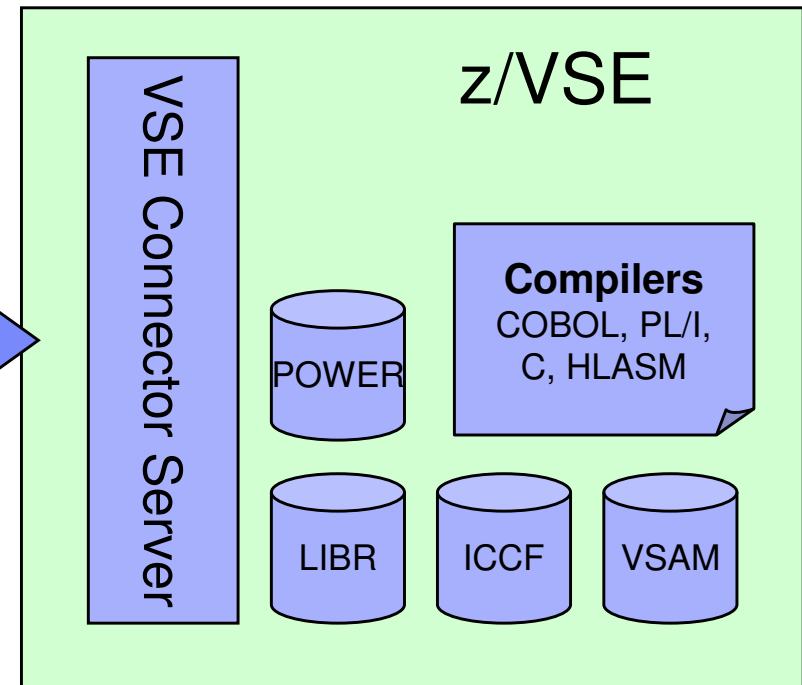 z/VSE
VSE Connector Server
Compilers
COBOL, PL/I,
C, HLASM
POWER
LIBR
ICCF
VSAM